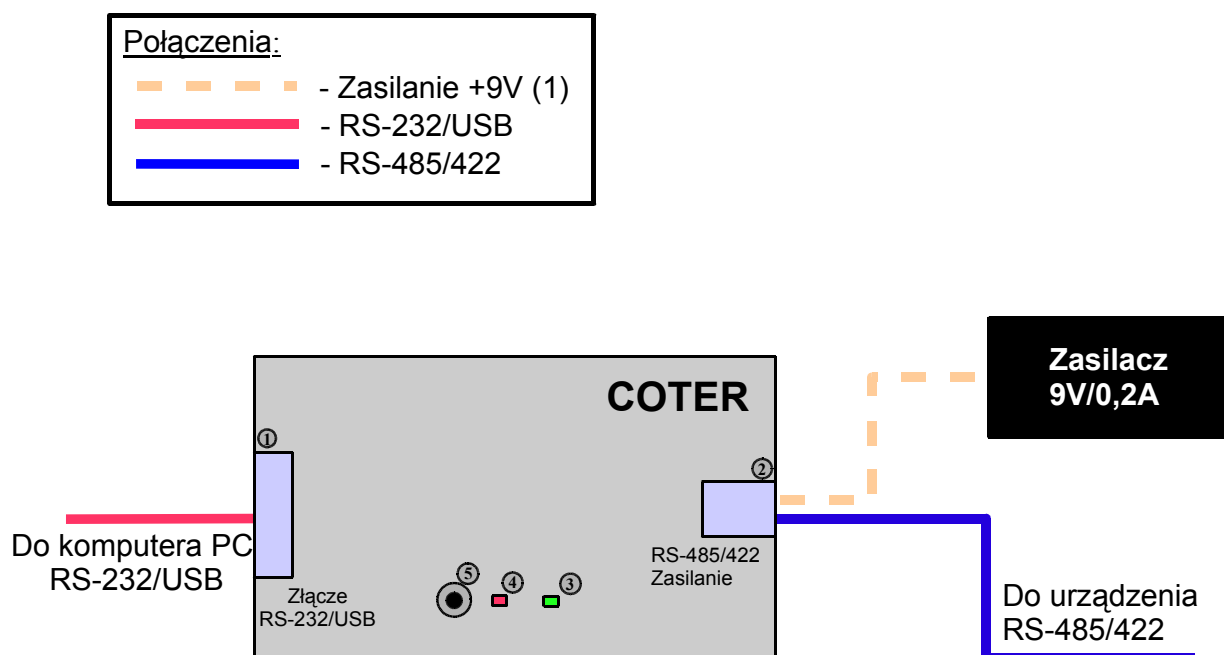 Połączenia:
- Zasilanie +9V (1)
- RS-232/USB
- RS-485/422
Zasilacz
9V/0,2A
COTER
①
②
Do komputera PC
RS-232/USB
RS-485/422
Zasilanie
Złącze
RS-232/USB
⑤
④
③
Do urządzenia
RS-485/422